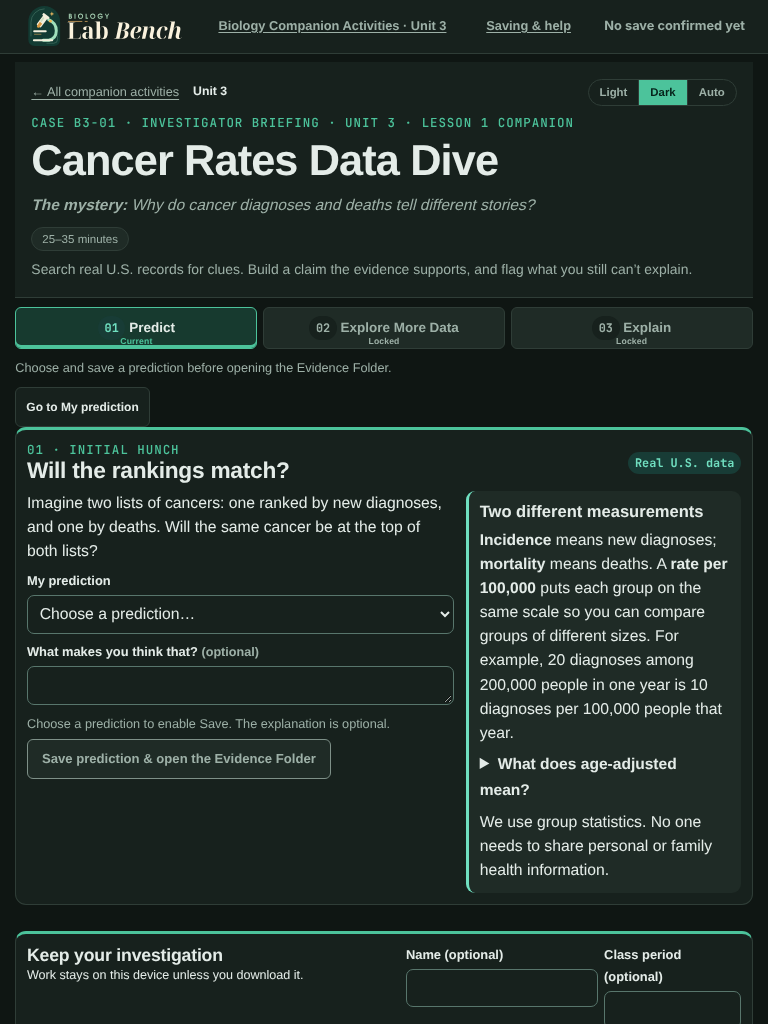 BIOLOGY
Lab Bench
Biology Companion Activities · Unit 3
Saving & help
No save confirmed yet
← All companion activities
Unit 3
Light
Dark
Auto
CASE B3-01 · INVESTIGATOR BRIEFING · UNIT 3 · LESSON 1 COMPANION
Cancer Rates Data Dive
The mystery: Why do cancer diagnoses and deaths tell different stories?
25–35 minutes
Search real U.S. records for clues. Build a claim the evidence supports, and flag what you still can’t explain.
01 Predict
Current
02 Explore More Data
Locked
03 Explain
Locked
Choose and save a prediction before opening the Evidence Folder.
Go to My prediction
01 · INITIAL HUNCH
Will the rankings match?
Real U.S. data
Imagine two lists of cancers: one ranked by new diagnoses,
and one by deaths. Will the same cancer be at the top of
both lists?
My prediction
Choose a prediction…
What makes you think that? (optional)
Choose a prediction to enable Save. The explanation is optional.
Save prediction & open the Evidence Folder
Two different measurements
Incidence means new diagnoses;
mortality means deaths. A rate per
100,000 puts each group on the
same scale so you can compare
groups of different sizes. For
example, 20 diagnoses among
200,000 people in one year is 10
diagnoses per 100,000 people that
year.
▶ What does age-adjusted
mean?
We use group statistics. No one
needs to share personal or family
health information.
Keep your investigation
Work stays on this device unless you download it.
Name (optional)
Class period
(optional)